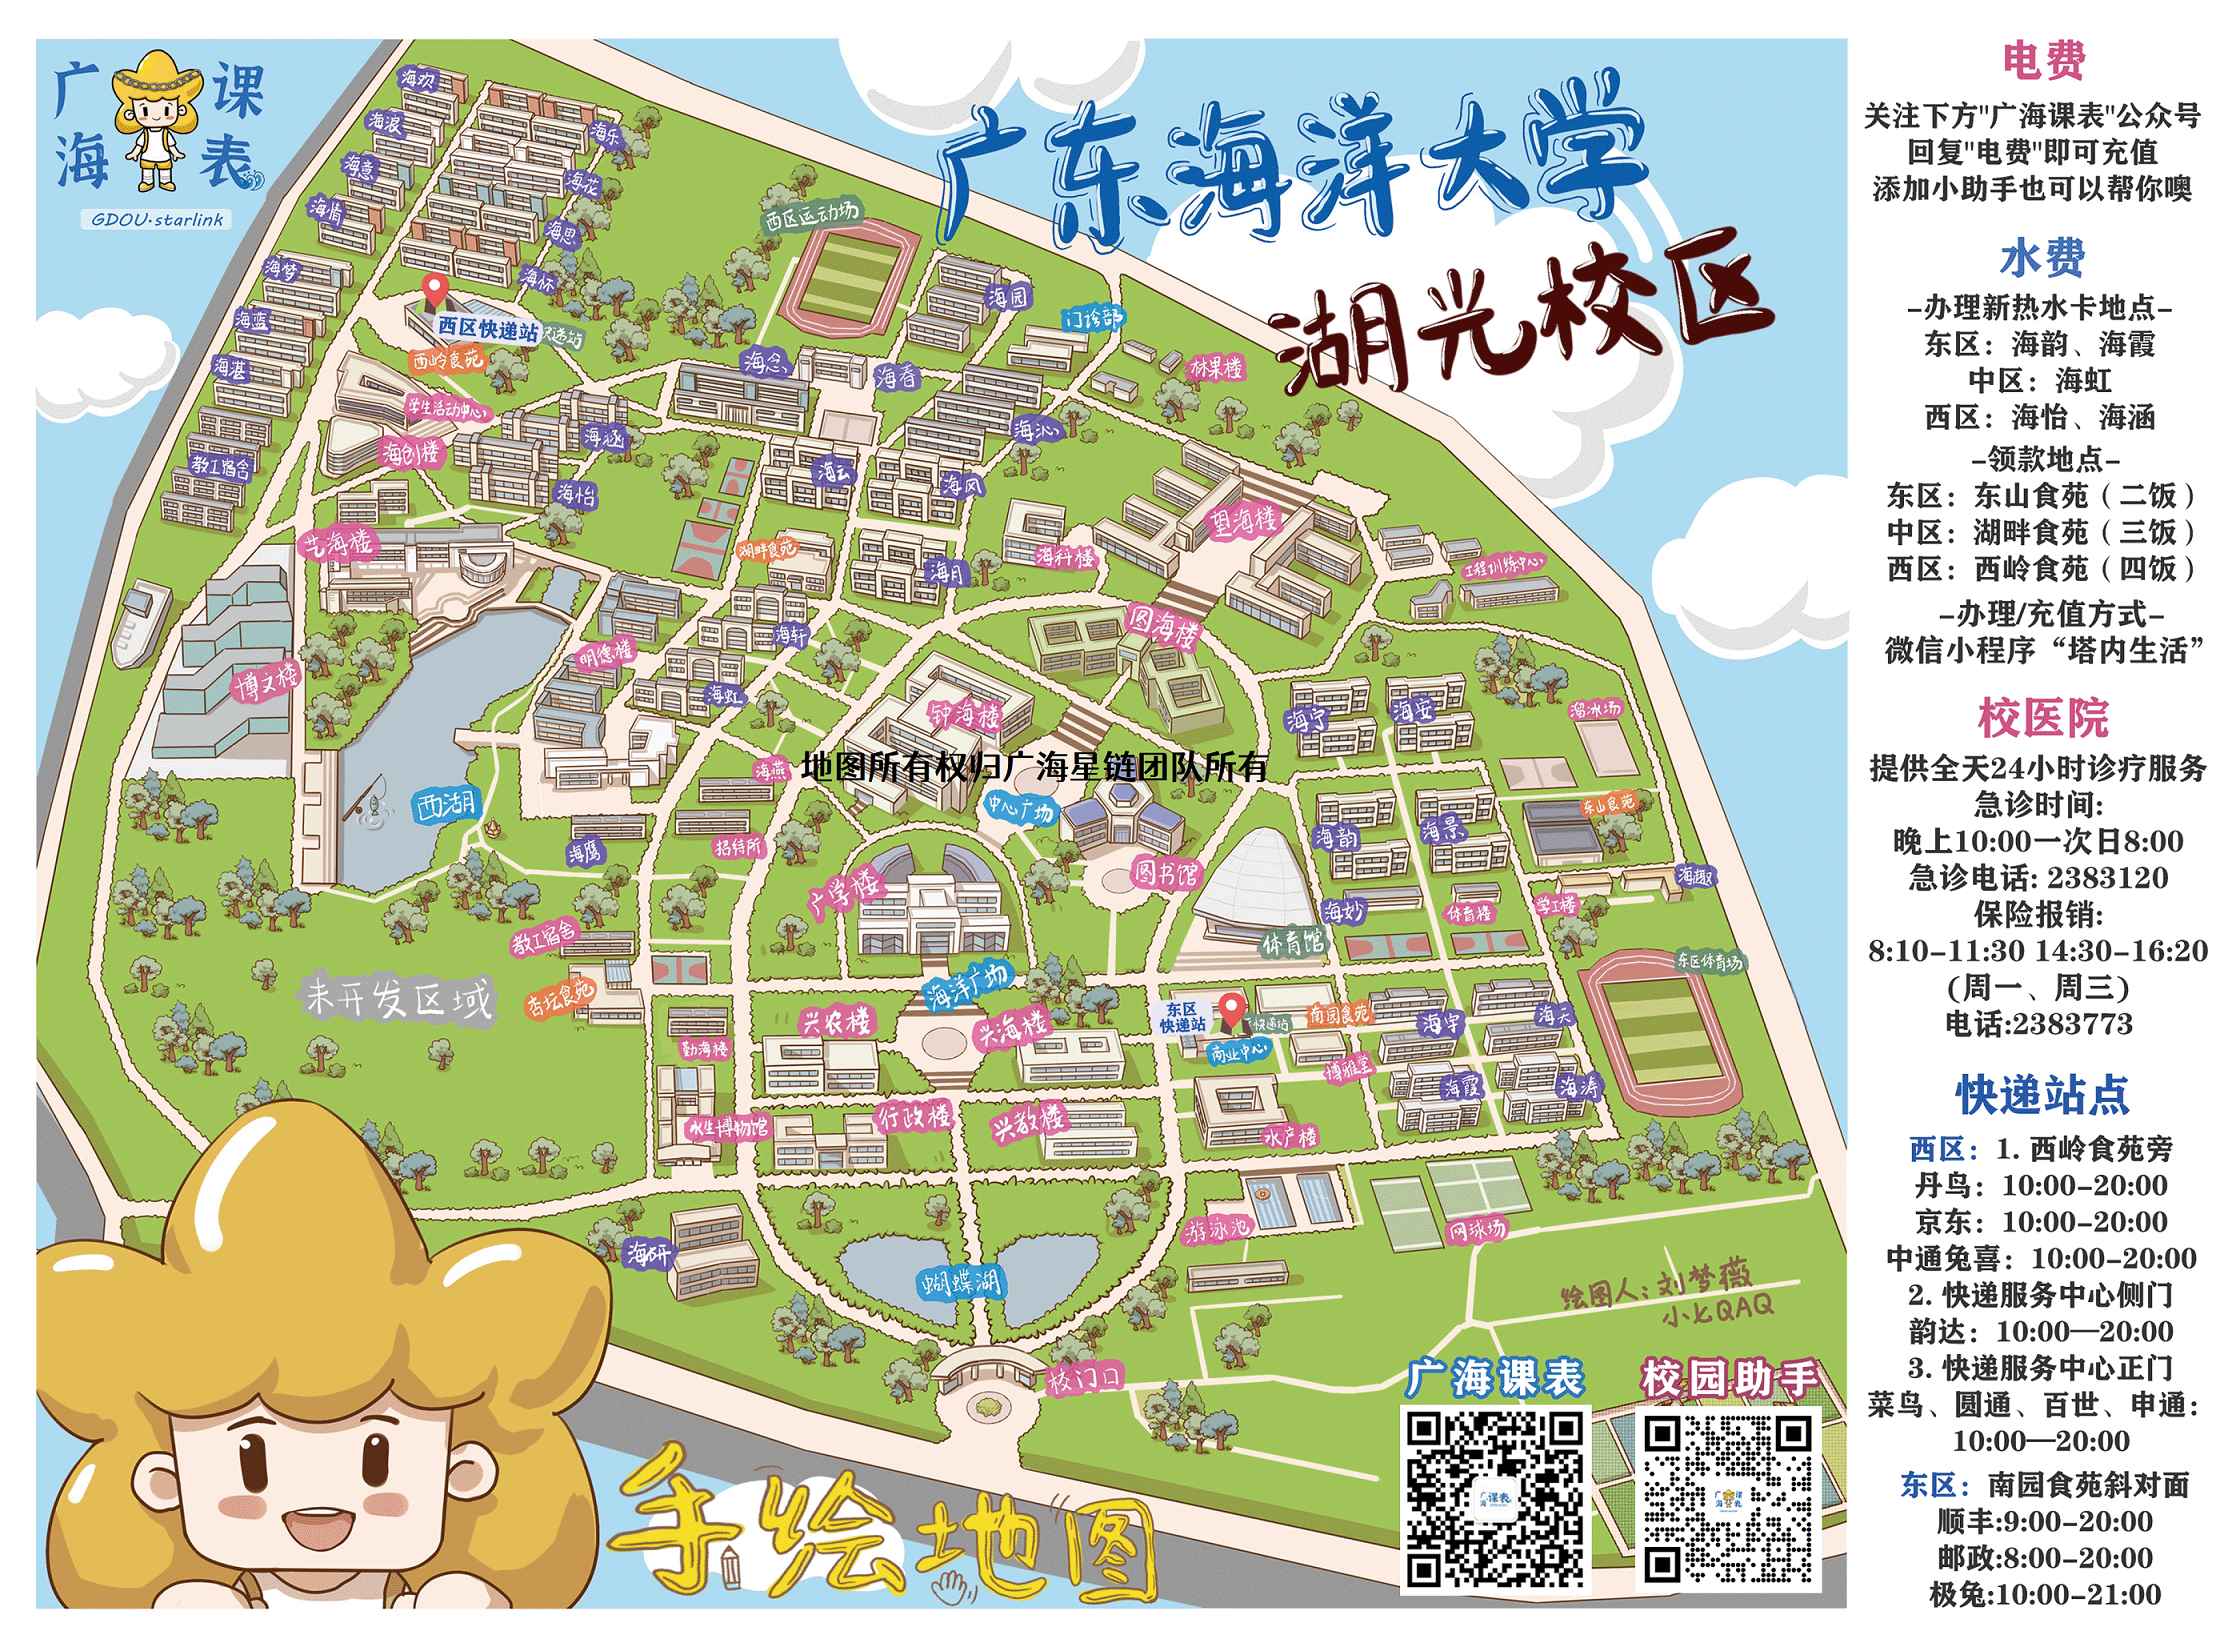 广海
课表
GDOU·starlink
广东海洋大学
湖光校区
海欢
海浪
海乐
海意
海花
海情
海思
海梦
海怀
西区运动场
海园
门诊部
海蓝
西区快递站
西岭食苑
海湛
海念
海春
林果楼
学生活动中心
海创楼
海涵
海沁
教工宿舍
海怡
海云
海风
望海楼
艺海楼
湖畔食苑
海月
海科楼
工程训练中心
图海楼
海轩
明德楼
博文楼
海虹
钟海楼
海宁
海安
溜冰场
地图所有权归广海星链团队所有
海燕
西湖
中心广场
东山食苑
海鹰
招待所
海韵
海景
图书馆
广学楼
海趣
海妙
体育楼
学工楼
教工宿舍
体育馆
东区体育场
未开发区域
杏坛食苑
海洋广场
兴农楼
兴海楼
东区
快递站
快递站
南园食苑
海宇
海天
勤海楼
商业中心
博雅堂
海霞
海涛
水生博物馆
行政楼
兴教楼
水产楼
游泳池
网球场
海研
蝴蝶湖
绘图人：刘梦薇
小七QAQ
校门口
广海课表
校园助手
手绘地图
电费
关注下方"广海课表"公众号
回复"电费"即可充值
添加小助手也可以帮你噢
水费
-办理新热水卡地点-
东区：海韵、海霞
中区：海虹
西区：海怡、海涵
-领款地点-
东区：东山食苑（二饭）
中区：湖畔食苑（三饭）
西区：西岭食苑（四饭）
-办理/充值方式-
微信小程序“塔内生活”
校医院
提供全天24小时诊疗服务
急诊时间:
晚上10:00一次日8:00
急诊电话: 2383120
保险报销:
8:10-11:30 14:30-16:20
(周一、周三)
电话:2383773
快递站点
西区：1. 西岭食苑旁
丹鸟：10:00-20:00
京东：10:00-20:00
中通兔喜：10:00-20:00
2. 快递服务中心侧门
韵达：10:00—20:00
3. 快递服务中心正门
菜鸟、圆通、百世、申通：
10:00—20:00
东区：南园食苑斜对面
顺丰:9:00-20:00
邮政:8:00-20:00
极兔:10:00-21:00